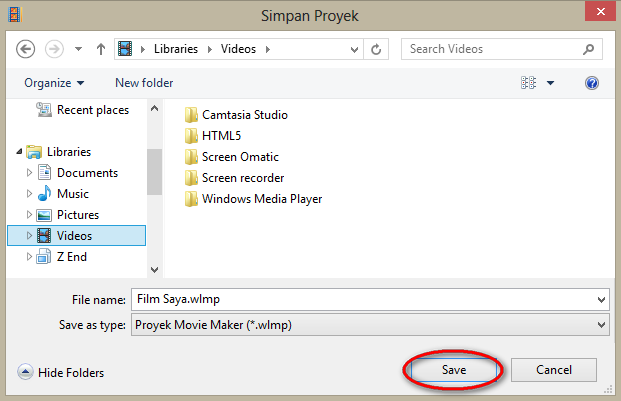 Simpan Proyek
Libraries Videos
Search Videos
Organize New folder
Recent places
Libraries
Documents
Music
Pictures
Videos
Z End
Camtasia Studio
HTML5
Screen Omatic
Screen recorder
Windows Media Player
File name: Film Saya.wlmp
Save as type: Proyek Movie Maker (*.wlmp)
Hide Folders Save Cancel